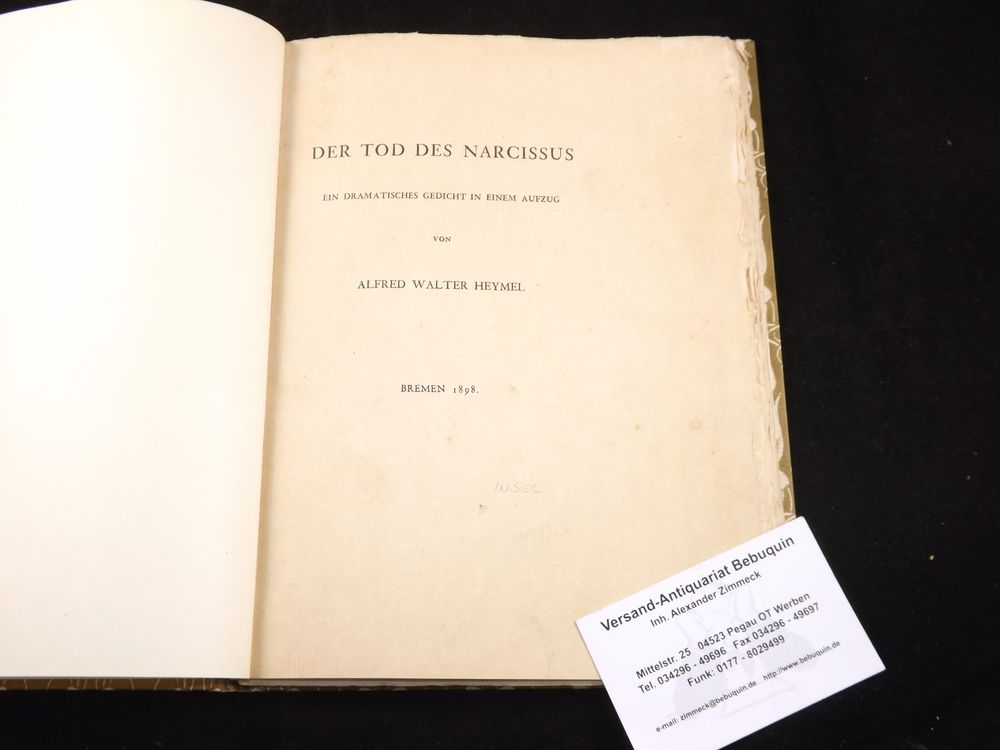 DER TOD DES NARCISSUS
EIN DRAMATISCHES GEDICHT IN EINEM AUFZUG
VON
ALFRED WALTER HEYMEL
BREMEN 1898.
INSEL
Versand-Antiquariat Bebuquin
Inh. Alexander Zimmeck
Mittelstr. 25 04523 Pegau OT Werben
Tel. 034296 - 49696 Fax 034296 - 49697
Funk: 0177 - 8029499
e-mail: zimmeck@bebuquin.de http://www.bebuquin.de